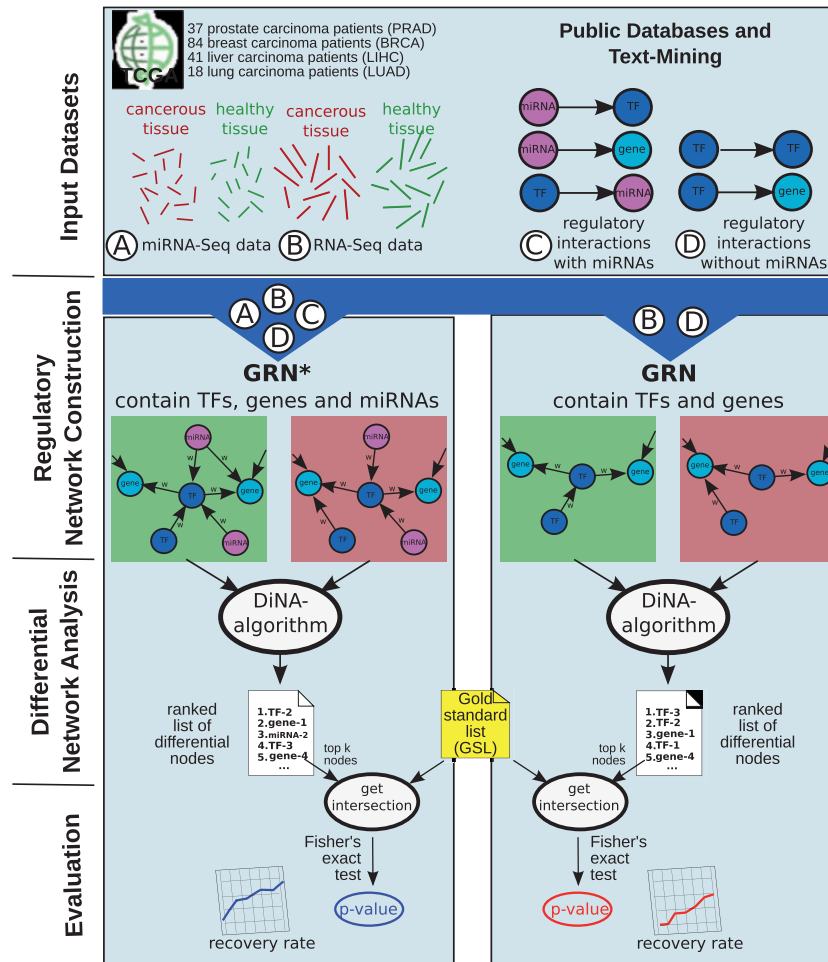 Input Datasets
TCGA
37 prostate carcinoma patients (PRAD)
84 breast carcinoma patients (BRCA)
41 liver carcinoma patients (LIHC)
18 lung carcinoma patients (LUAD)
cancerous
tissue
healthy
tissue
cancerous
tissue
healthy
tissue
A miRNA-Seq data
B RNA-Seq data
Public Databases and
Text-Mining
miRNA TF
miRNA gene
TF miRNA
TF TF
TF gene
C regulatory
interactions
with miRNAs
D regulatory
interactions
without miRNAs
Regulatory
Network Construction
A B C D
GRN*
contain TFs, genes and miRNAs
miRNA
w
w
gene
w
TF
w
gene
w
w
TF
miRNA
miRNA
w
gene
w
TF
w
gene
w
w
TF
miRNA
B D
GRN
contain TFs and genes
gene
w
TF
w
gene
w
TF
gene
w
TF
w
gene
w
TF
Differential
Network Analysis
DiNA-
algorithm
ranked
list of
differential
nodes
1.TF-2
2.gene-1
3.miRNA-2
4.TF-3
5.gene-4
...
top k
nodes
Gold
standard
list
(GSL)
DiNA-
algorithm
1.TF-3
2.TF-2
3.gene-1
4.TF-1
5.gene-4
...
top k
nodes
ranked
list of
differential
nodes
Evaluation
get
intersection
Fisher's
exact
test
p-value
recovery rate
get
intersection
Fisher's
exact
test
p-value
recovery rate